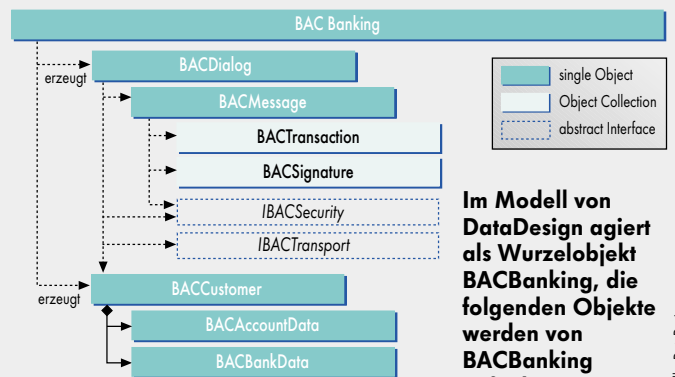 BAC Banking
erzeugt
BACDialog
BACMessage
BACTransaction
BACSignature
IBACSecurity
IBACTransport
erzeugt
BACCustomer
BACAccountData
BACBankData
single Object
Object Collection
abstract Interface
Im Modell von
DataDesign agiert
als Wurzelobjekt
BACBanking, die
folgenden Objekte
werden von
BACBanking